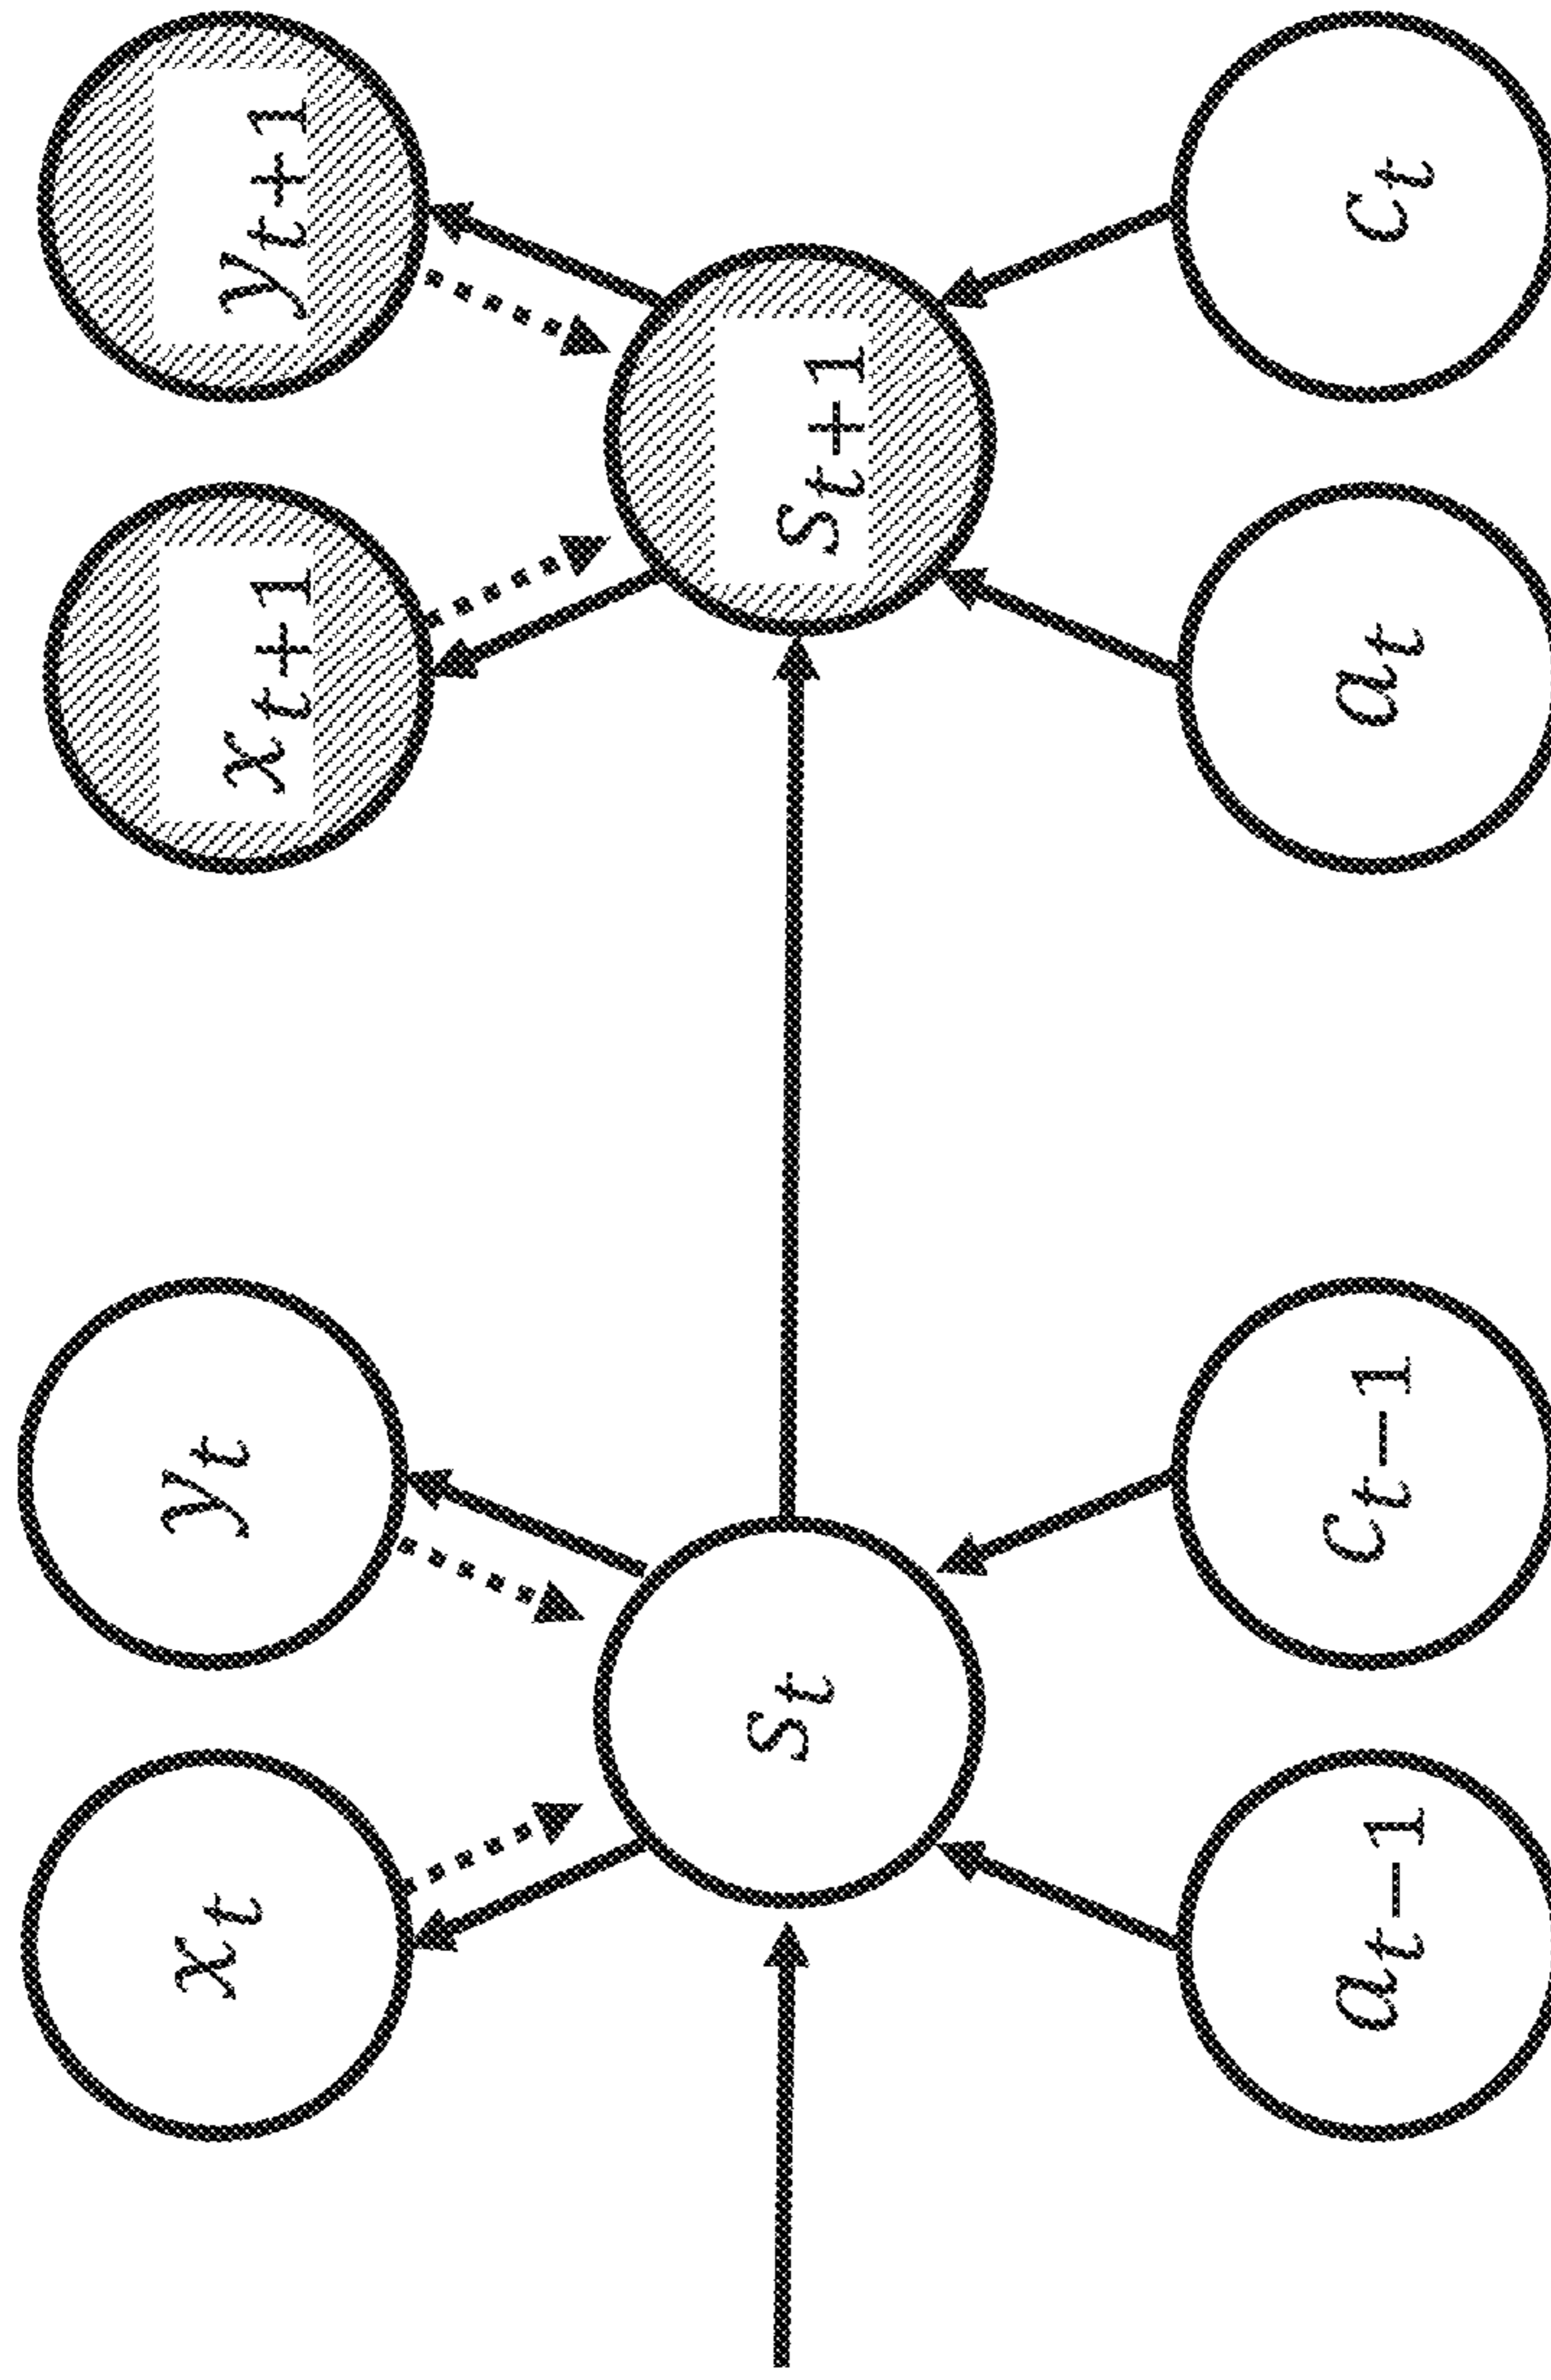 x_t
y_t
x_{t+1}
y_{t+1}
s_t
s_{t+1}
a_{t-1}
c_{t-1}
a_t
c_t